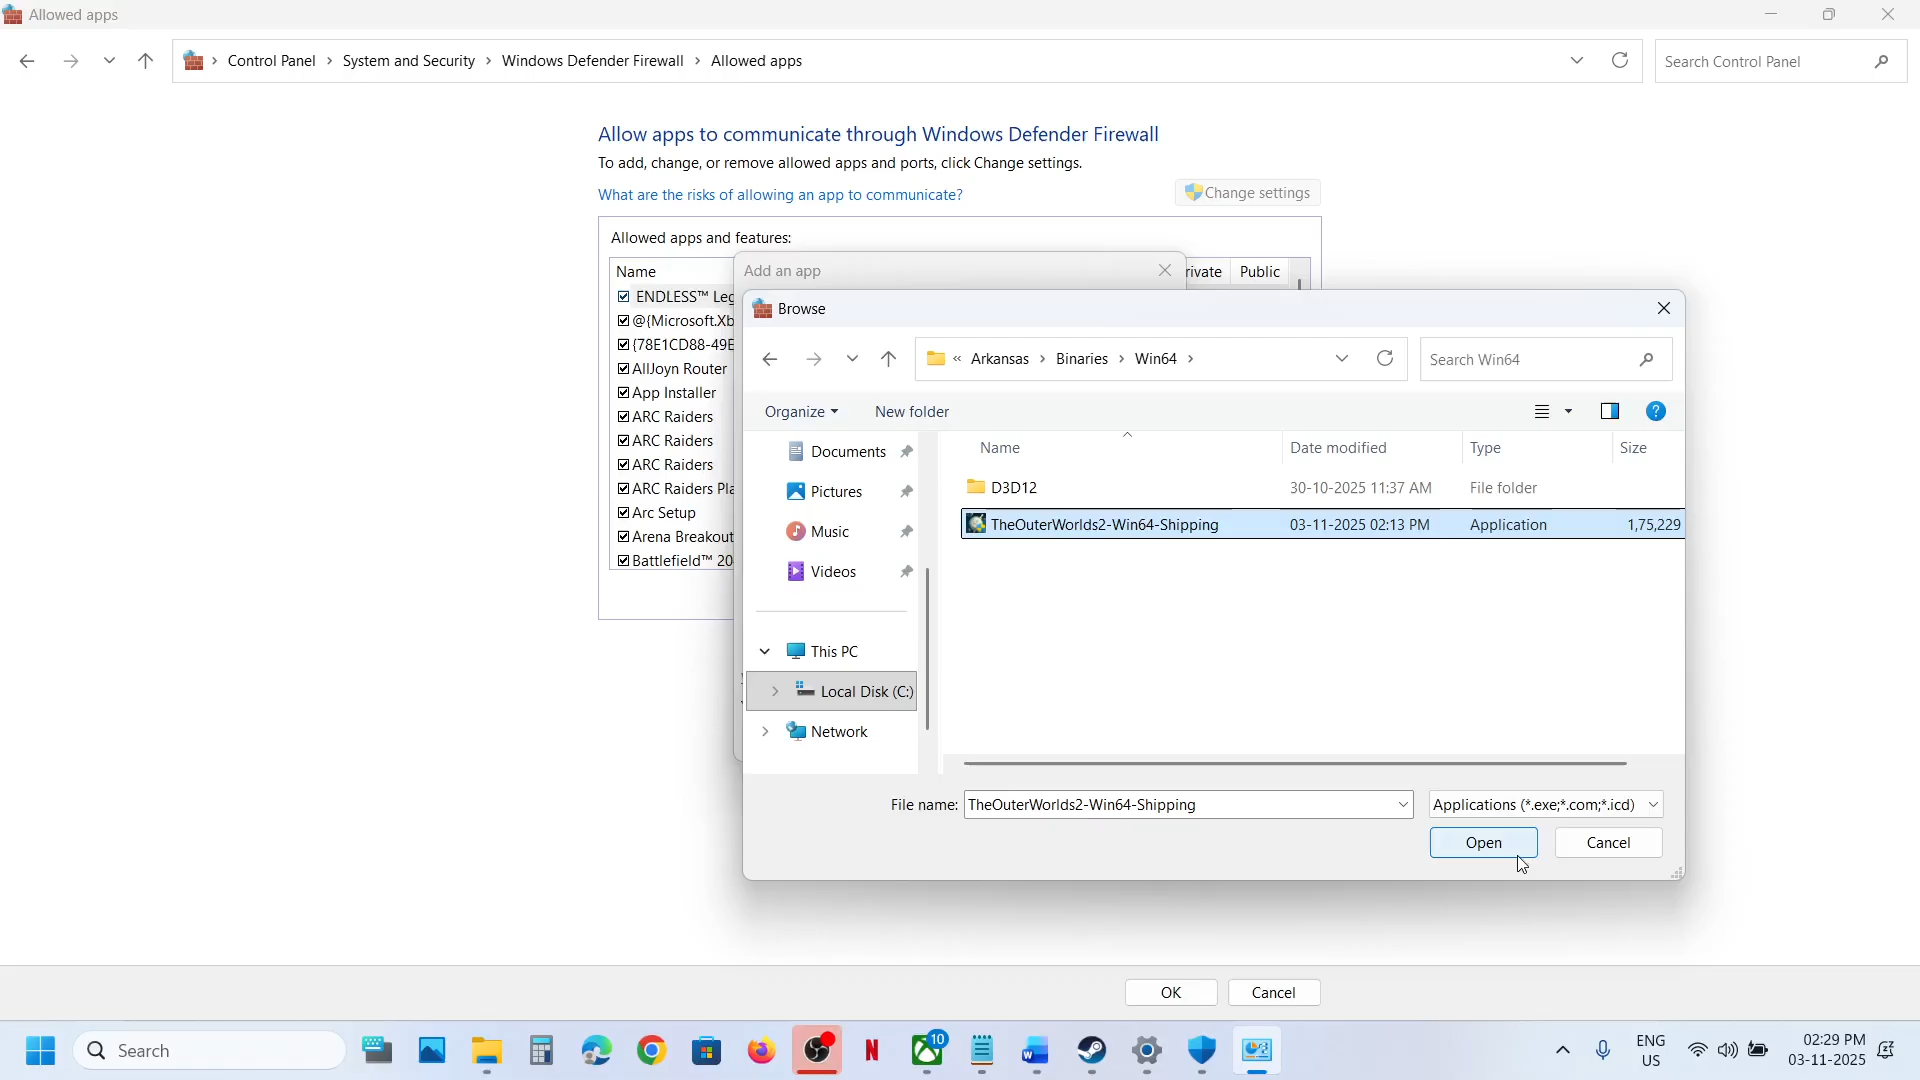 Allowed apps
Control Panel > System and Security > Windows Defender Firewall > Allowed apps
Search Control Panel
Allow apps to communicate through Windows Defender Firewall
To add, change, or remove allowed apps and ports, click Change settings.
What are the risks of allowing an app to communicate?
Change settings
Allowed apps and features:
Name
rivate
Public
ENDLESS™ Leg
@{Microsoft.Xb
{78E1CD88-49E
AllJoyn Router
App Installer
ARC Raiders
ARC Raiders
ARC Raiders
ARC Raiders Pla
Arc Setup
Arena Breakout
Battlefield™ 20
Add an app
Browse
« Arkansas > Binaries > Win64 >
Search Win64
Organize
New folder
Documents
Pictures
Music
Videos
This PC
Local Disk (C:)
Network
Name
Date modified
Type
Size
D3D12
30-10-2025 11:37 AM
File folder
TheOuterWorlds2-Win64-Shipping
03-11-2025 02:13 PM
Application
1,75,229
File name:
TheOuterWorlds2-Win64-Shipping
Applications (*.exe;*.com;*.icd)
Open
Cancel
OK
Cancel
Search
10
ENG
US
02:29 PM
03-11-2025